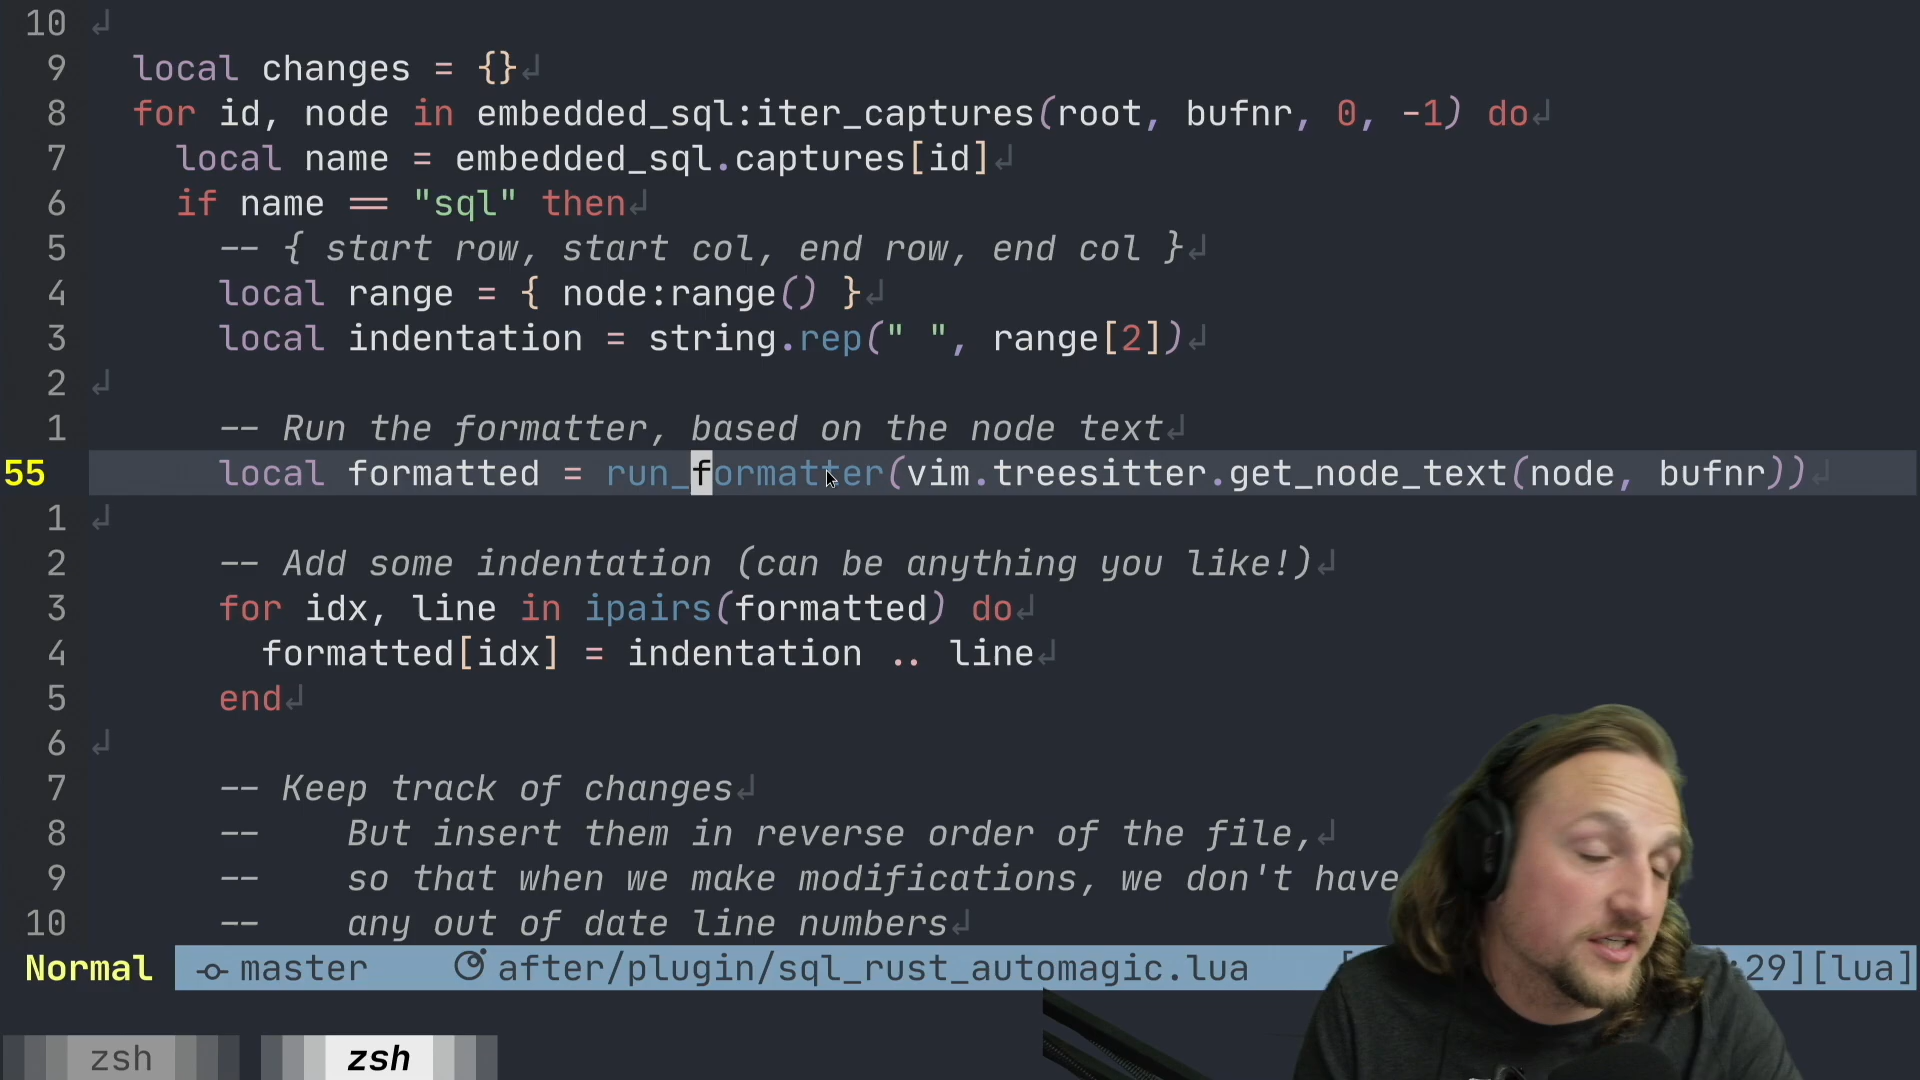 10
9 local changes = {}
8 for id, node in embedded_sql:iter_captures(root, bufnr, 0, -1) do
7 local name = embedded_sql.captures[id]
6 if name == "sql" then
5 -- { start row, start col, end row, end col }
4 local range = { node:range() }
3 local indentation = string.rep(" ", range[2])
2
1 -- Run the formatter, based on the node text
55 local formatted = run_formatter(vim.treesitter.get_node_text(node, bufnr))
1
2 -- Add some indentation (can be anything you like!)
3 for idx, line in ipairs(formatted) do
4 formatted[idx] = indentation .. line
5 end
6
7 -- Keep track of changes
8 -- But insert them in reverse order of the file,
9 -- so that when we make modifications, we don't have
10 -- any out of date line numbers
Normal master after/plugin/sql_rust_automagic.lua [ :29][lua]
zsh zsh